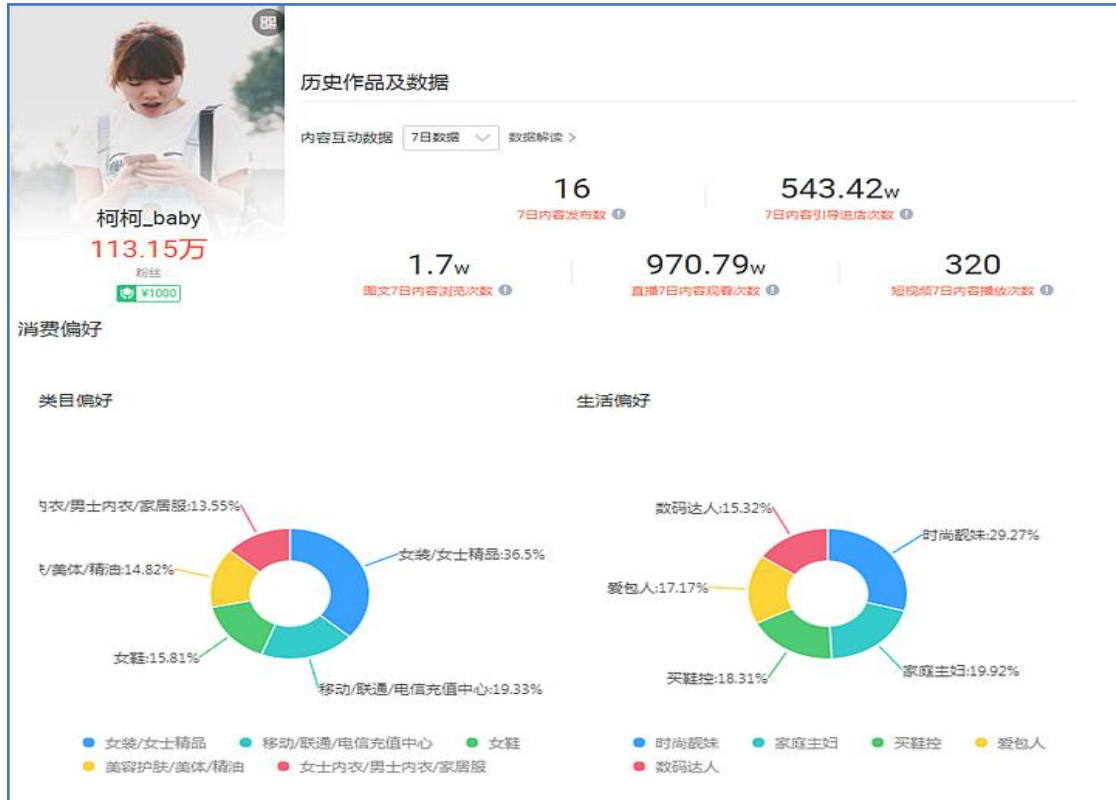 柯柯_baby
113.15万
粉丝
¥1000
历史作品及数据
内容互动数据 7日数据 数据解读 >
16
7日内容发布数
543.42w
7日内容引导进店次数
1.7w
图文7日内容浏览次数
970.79w
直播7日内容观看次数
320
短视频7日内容播放次数
消费偏好
类目偏好
衣/男士内衣/家居服:13.55%
女装/女士精品:36.5%
/美体/精油:14.82%
女鞋:15.81%
移动/联通/电信充值中心:19.33%
女装/女士精品 移动/联通/电信充值中心 女鞋
美容护肤/美体/精油 女士内衣/男士内衣/家居服
生活偏好
数码达人:15.32%
时尚靓妹:29.27%
爱包人:17.17%
买鞋控:18.31%
家庭主妇:19.92%
时尚靓妹 家庭主妇 买鞋控 爱包人
数码达人